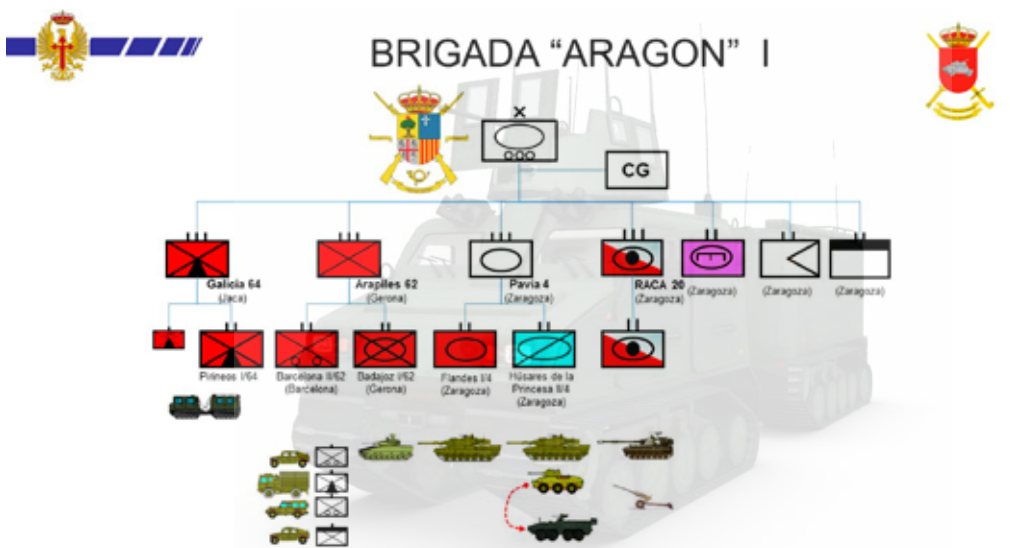 BRIGADA “ARAGON” I
CG
Galicia 64
(Jaca)
Arapiles 62
(Gerona)
Pavia 4
(Zaragoza)
RACA 20
(Zaragoza)
(Zaragoza)
(Zaragoza)
(Zaragoza)
Pirineos I/64
Barcelona II/62
(Barcelona)
Badajoz I/62
(Gerona)
Flandes I/4
(Zaragoza)
Húsares de la
Princesa II/4
(Zaragoza)